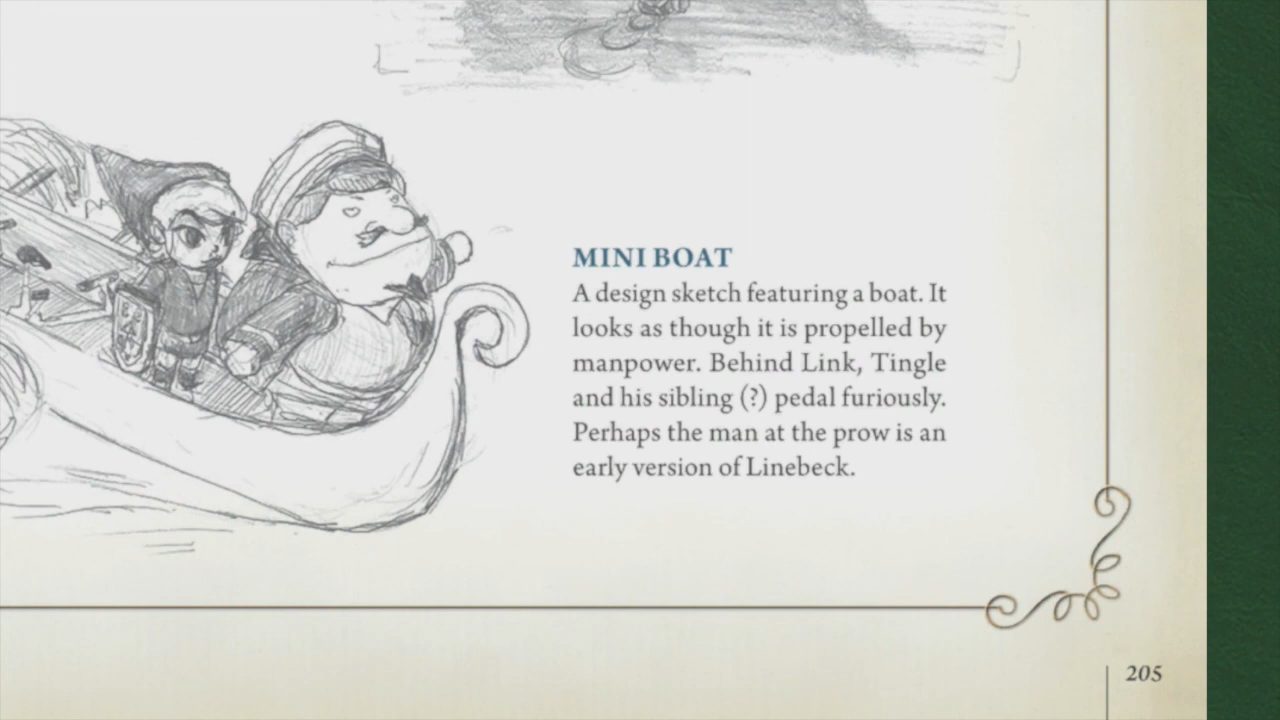 MINI BOAT
A design sketch featuring a boat. It
looks as though it is propelled by
manpower. Behind Link, Tingle
and his sibling (?) pedal furiously.
Perhaps the man at the prow is an
early version of Linebeck.
205